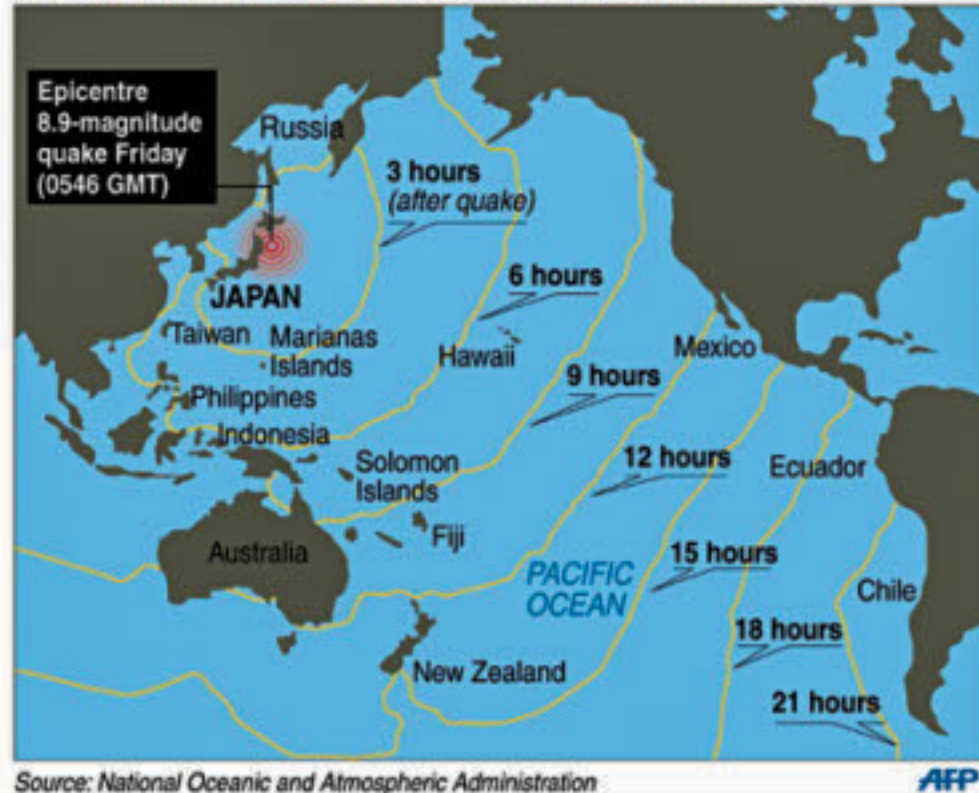 Epicentre
8.9-magnitude
quake Friday
(0546 GMT)
Russia
3 hours
(after quake)
JAPAN
6 hours
Taiwan
Marianas
Islands
Hawaii
Mexico
9 hours
Philippines
Indonesia
Solomon
Islands
12 hours
Ecuador
Fiji
Australia
PACIFIC
OCEAN
15 hours
Chile
18 hours
New Zealand
21 hours
Source: National Oceanic and Atmospheric Administration
AFP